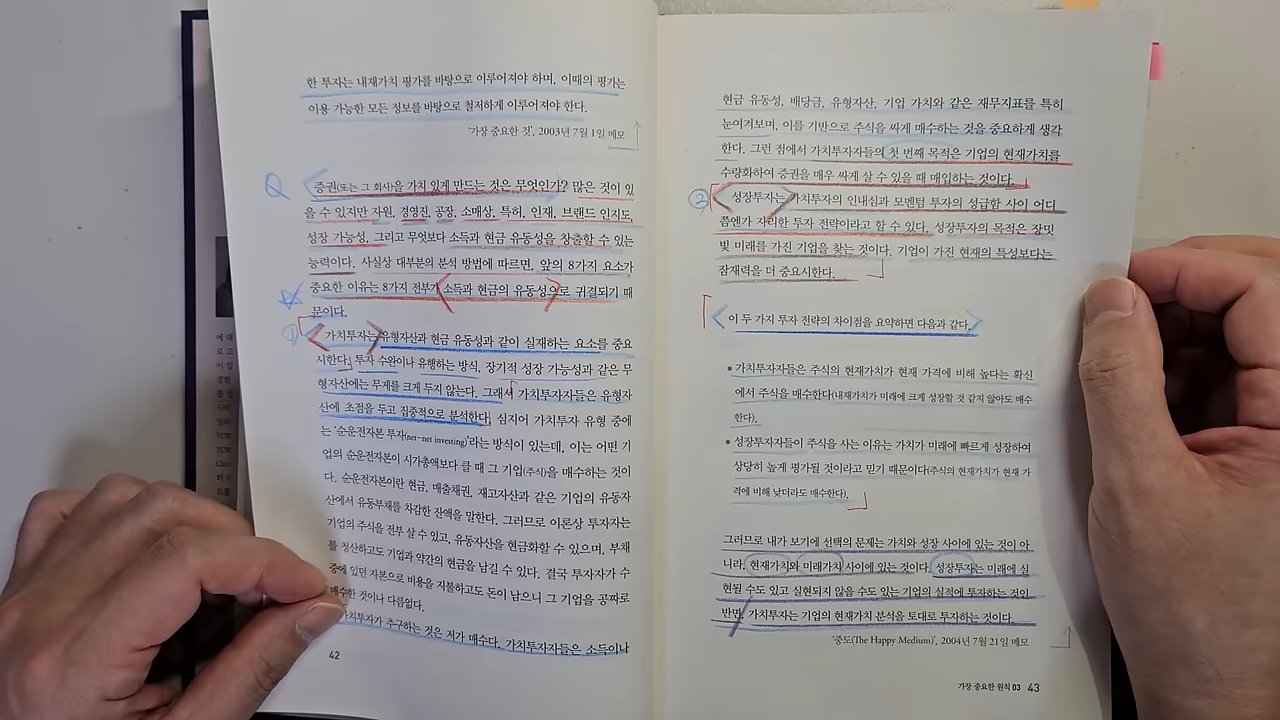 한 투자는 내재가치 평가를 바탕으로 이루어져야 하며, 이때의 평가는
이용 가능한 모든 정보를 바탕으로 철저하게 이루어져야 한다.
'가장 중요한 것', 2003년 7월 1일 메모
Q
증권(또는 그 회사)을 가치 있게 만드는 것은 무엇인가? 많은 것이 있
을 수 있지만 자원, 경영진, 공장, 소매상, 특허, 인재, 브랜드 인지도,
성장 가능성, 그리고 무엇보다 소득과 현금 유동성을 창출할 수 있는
능력이다. 사실상 대부분의 분석 방법에 따르면, 앞의 8가지 요소가
중요한 이유는 8가지 전부가 소득과 현금의 유동성으로 귀결되기 때
문이다.
①
가치투자는 유형자산과 현금 유동성과 같이 실재하는 요소를 중요
시한다. 투자 수완이나 유행하는 방식, 장기적 성장 가능성과 같은 무
형자산에는 무게를 크게 두지 않는다. 그래서 가치투자자들은 유형자
산에 초점을 두고 집중적으로 분석한다. 심지어 가치투자 유형 중에
는 '순운전자본 투자(net-net investing)'라는 방식이 있는데, 이는 어떤 기
업의 순운전자본이 시가총액보다 클 때 그 기업(주식)을 매수하는 것이
다. 순운전자본이란 현금, 매출채권, 재고자산과 같은 기업의 유동자
산에서 유동부채를 차감한 잔액을 말한다. 그러므로 이론상 투자자는
기업의 주식을 전부 살 수 있고, 유동자산을 현금화할 수 있으며, 부채
를 청산하고도 기업과 약간의 현금을 남길 수 있다. 결국 투자자가 수
중에 있던 자본으로 비용을 지불하고도 돈이 남으니 그 기업을 공짜로
매수한 것이나 다름없다.
가치투자가 추구하는 것은 저가 매수다. 가치투자자들은 소득이나
42
현금 유동성, 배당금, 유형자산, 기업 가치와 같은 재무지표를 특히
눈여겨보며, 이를 기반으로 주식을 싸게 매수하는 것을 중요하게 생각
한다. 그런 점에서 가치투자자들의 첫 번째 목적은 기업의 현재가치를
수량화하여 증권을 매우 싸게 살 수 있을 때 매입하는 것이다.
②
성장투자는 가치투자의 인내심과 모멘텀 투자의 성급한 사이 어디
쯤엔가 자리한 투자 전략이라고 할 수 있다. 성장투자의 목적은 장밋
빛 미래를 가진 기업을 찾는 것이다. 기업이 가진 현재의 특성보다는
잠재력을 더 중요시한다.
이 두 가지 투자 전략의 차이점을 요약하면 다음과 같다.
• 가치투자자들은 주식의 현재가치가 현재 가격에 비해 높다는 확신
에서 주식을 매수한다(내재가치가 미래에 크게 성장할 것 같지 않아도 매수
한다).
• 성장투자자들이 주식을 사는 이유는 가치가 미래에 빠르게 성장하여
상당히 높게 평가될 것이라고 믿기 때문이다(주식의 현재가치가 현재 가
격에 비해 낮더라도 매수한다).
그러므로 내가 보기에 선택의 문제는 가치와 성장 사이에 있는 것이 아
니라, 현재가치와 미래가치 사이에 있는 것이다. 성장투자는 미래에 실
현될 수도 있고 실현되지 않을 수도 있는 기업의 실적에 투자하는 것인
반면, 가치투자는 기업의 현재가치 분석을 토대로 투자하는 것이다.
'중도(The Happy Medium)', 2004년 7월 21일 메모
가장 중요한 원칙 03 43